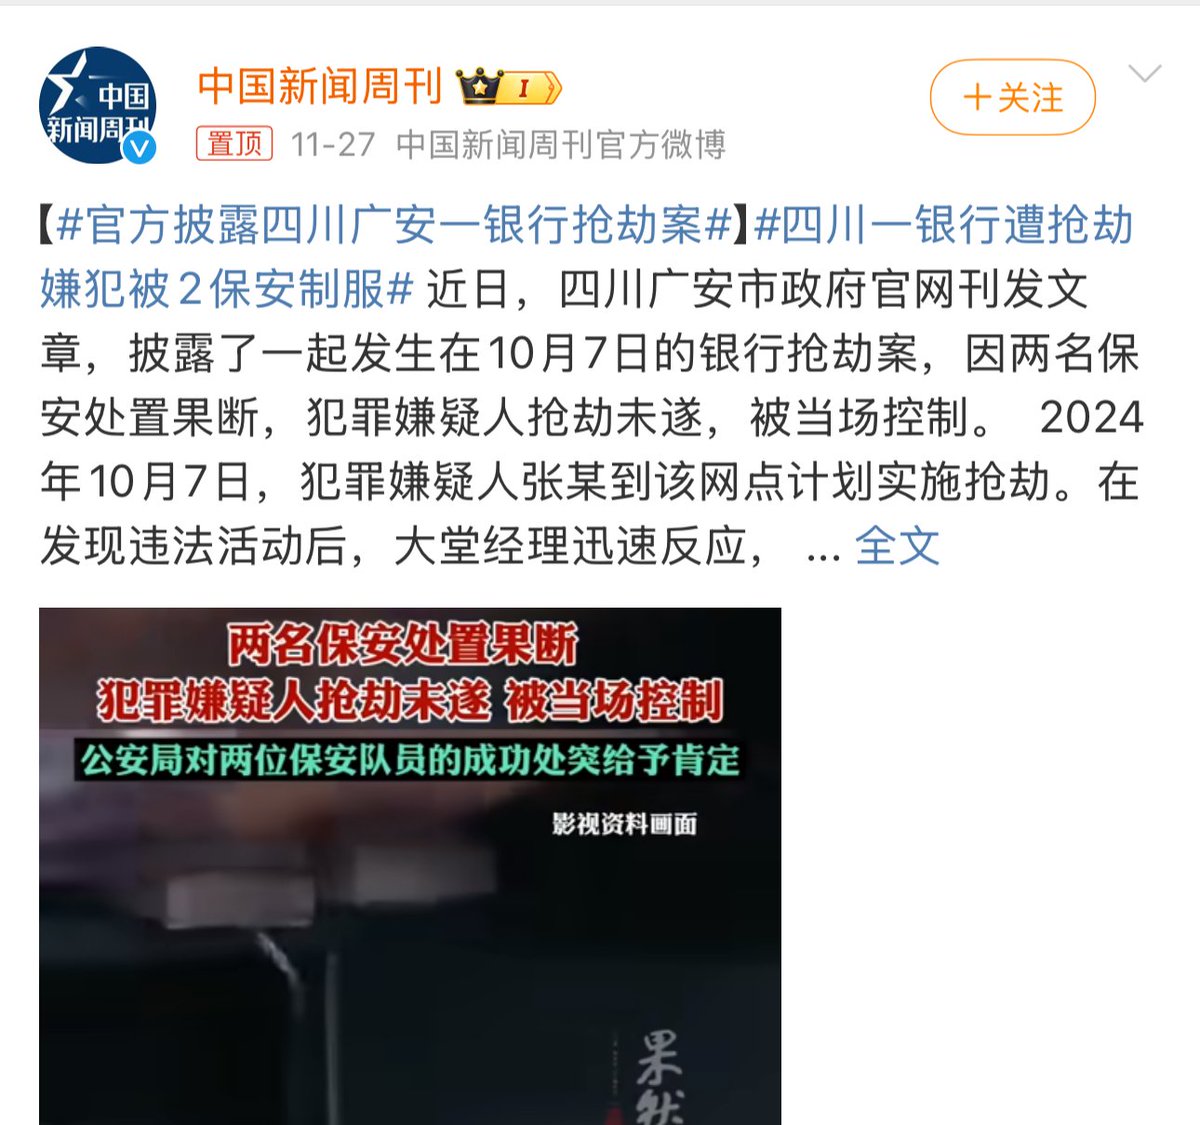 中国
新闻周刊
中国新闻周刊
I
+关注
置顶 11-27 中国新闻周刊官方微博
【#官方披露四川广安一银行抢劫案#】#四川一银行遭抢劫
嫌犯被2保安制服# 近日，四川广安市政府官网刊发文
章，披露了一起发生在10月7日的银行抢劫案，因两名保
安处置果断，犯罪嫌疑人抢劫未遂，被当场控制。 2024
年10月7日，犯罪嫌疑人张某到该网点计划实施抢劫。在
发现违法活动后，大堂经理迅速反应， ... 全文
两名保安处置果断
犯罪嫌疑人抢劫未遂 被当场控制
公安局对两位保安队员的成功处突给予肯定
影视资料画面
果然